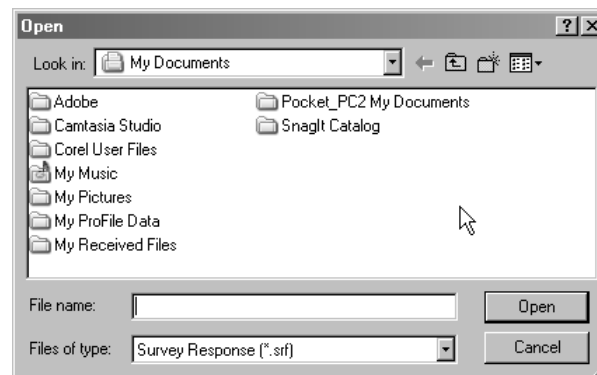 Open
Look in: My Documents
Adobe
Camtasia Studio
Corel User Files
My Music
My Pictures
My ProFile Data
My Received Files
Pocket_PC2 My Documents
SnagIt Catalog
File name: Open
Files of type: Survey Response (*.srf) Cancel